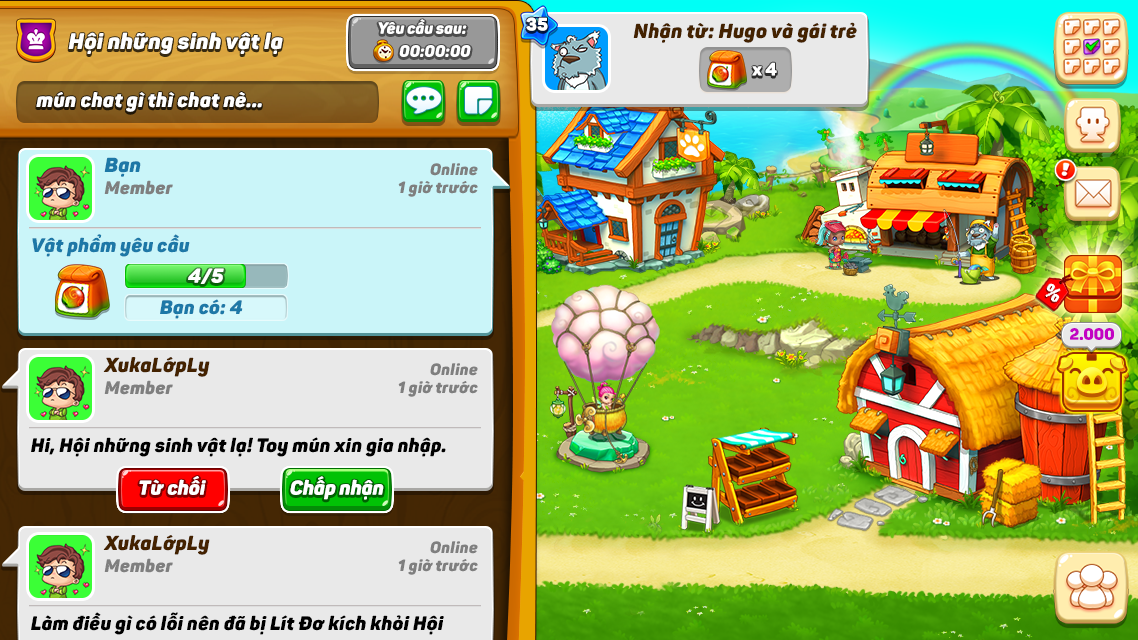 Hội những sinh vật lạ
Yêu cầu sau:
00:00:00
mún chat gì thì chat nè...
Bạn
Member
Online
1 giờ trước
Vật phẩm yêu cầu
4/5
Bạn có: 4
XukaLớpLy
Member
Online
1 giờ trước
Hi, Hội những sinh vật lạ! Toy mún xin gia nhập.
Từ chối
Chấp nhận
XukaLớpLy
Member
Online
1 giờ trước
Làm điều gì có lỗi nên đã bị Lít Đơ kích khỏi Hội
35
Nhận từ: Hugo và gái trẻ
x4
!
%
2.000